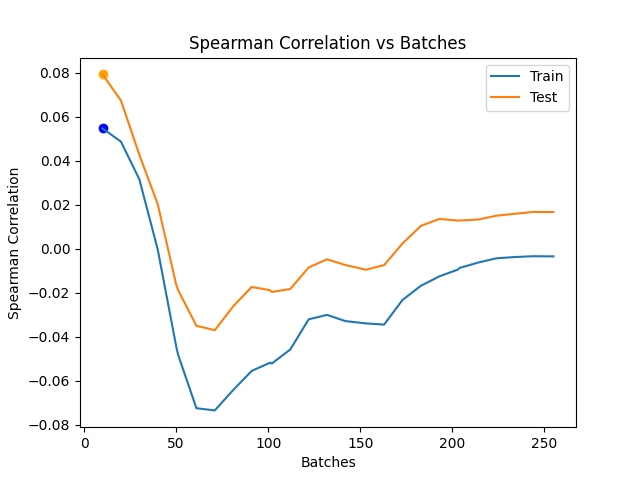 Spearman Correlation vs Batches
Train
Test
Spearman Correlation
0.08
0.06
0.04
0.02
0.00
−0.02
−0.04
−0.06
−0.08
0 50 100 150 200 250
Batches